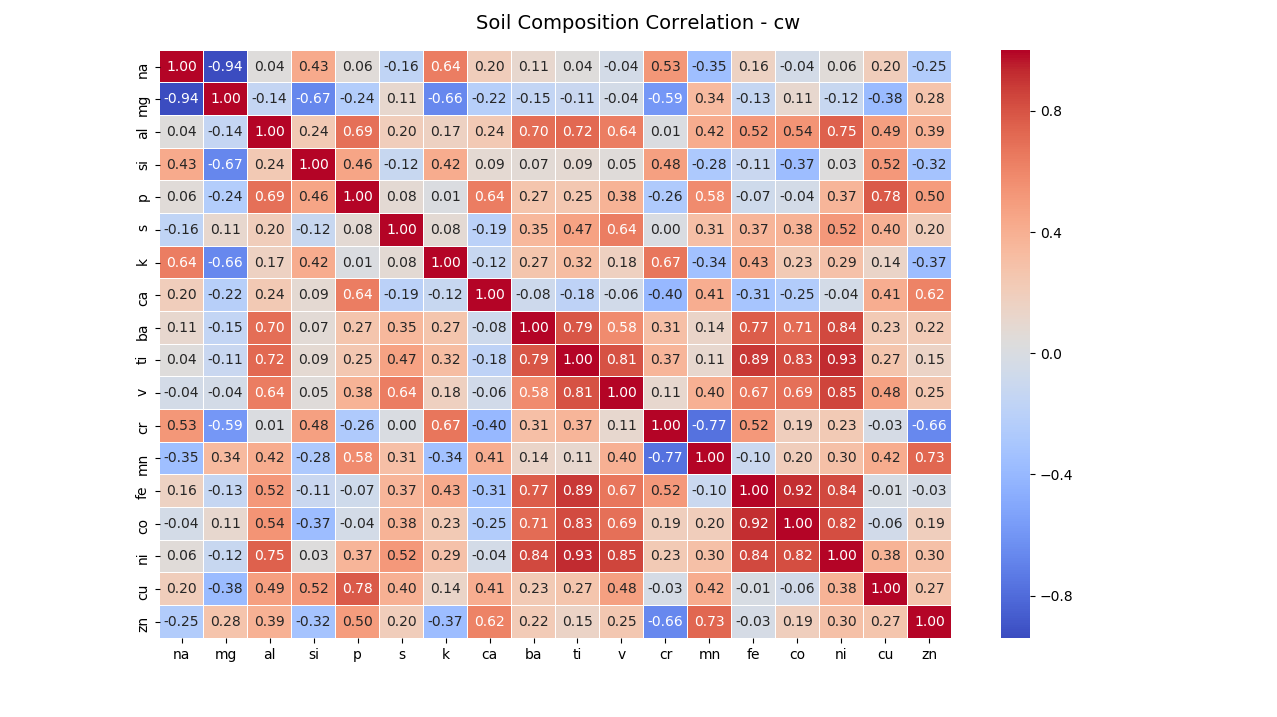 Soil Composition Correlation - cw
na 1.00 -0.94 0.04 0.43 0.06 -0.16 0.64 0.20 0.11 0.04 -0.04 0.53 -0.35 0.16 -0.04 0.06 0.20 -0.25
mg -0.94 1.00 -0.14 -0.67 -0.24 0.11 -0.66 -0.22 -0.15 -0.11 -0.04 -0.59 0.34 -0.13 0.11 -0.12 -0.38 0.28
al 0.04 -0.14 1.00 0.24 0.69 0.20 0.17 0.24 0.70 0.72 0.64 0.01 0.42 0.52 0.54 0.75 0.49 0.39
si 0.43 -0.67 0.24 1.00 0.46 -0.12 0.42 0.09 0.07 0.09 0.05 0.48 -0.28 -0.11 -0.37 0.03 0.52 -0.32
p 0.06 -0.24 0.69 0.46 1.00 0.08 0.01 0.64 0.27 0.25 0.38 -0.26 0.58 -0.07 -0.04 0.37 0.78 0.50
s -0.16 0.11 0.20 -0.12 0.08 1.00 0.08 -0.19 0.35 0.47 0.64 0.00 0.31 0.37 0.38 0.52 0.40 0.20
k 0.64 -0.66 0.17 0.42 0.01 0.08 1.00 -0.12 0.27 0.32 0.18 0.67 -0.34 0.43 0.23 0.29 0.14 -0.37
ca 0.20 -0.22 0.24 0.09 0.64 -0.19 -0.12 1.00 -0.08 -0.18 -0.06 -0.40 0.41 -0.31 -0.25 -0.04 0.41 0.62
ba 0.11 -0.15 0.70 0.07 0.27 0.35 0.27 -0.08 1.00 0.79 0.58 0.31 0.14 0.77 0.71 0.84 0.23 0.22
ti 0.04 -0.11 0.72 0.09 0.25 0.47 0.32 -0.18 0.79 1.00 0.81 0.37 0.11 0.89 0.83 0.93 0.27 0.15
v -0.04 -0.04 0.64 0.05 0.38 0.64 0.18 -0.06 0.58 0.81 1.00 0.11 0.40 0.67 0.69 0.85 0.48 0.25
cr 0.53 -0.59 0.01 0.48 -0.26 0.00 0.67 -0.40 0.31 0.37 0.11 1.00 -0.77 0.52 0.19 0.23 -0.03 -0.66
mn -0.35 0.34 0.42 -0.28 0.58 0.31 -0.34 0.41 0.14 0.11 0.40 -0.77 1.00 -0.10 0.20 0.30 0.42 0.73
fe 0.16 -0.13 0.52 -0.11 -0.07 0.37 0.43 -0.31 0.77 0.89 0.67 0.52 -0.10 1.00 0.92 0.84 -0.01 -0.03
co -0.04 0.11 0.54 -0.37 -0.04 0.38 0.23 -0.25 0.71 0.83 0.69 0.19 0.20 0.92 1.00 0.82 -0.06 0.19
ni 0.06 -0.12 0.75 0.03 0.37 0.52 0.29 -0.04 0.84 0.93 0.85 0.23 0.30 0.84 0.82 1.00 0.38 0.30
cu 0.20 -0.38 0.49 0.52 0.78 0.40 0.14 0.41 0.23 0.27 0.48 -0.03 0.42 -0.01 -0.06 0.38 1.00 0.27
zn -0.25 0.28 0.39 -0.32 0.50 0.20 -0.37 0.62 0.22 0.15 0.25 -0.66 0.73 -0.03 0.19 0.30 0.27 1.00
na mg al si p s k ca ba ti v cr mn fe co ni cu zn
0.8
0.4
0.0
−0.4
−0.8